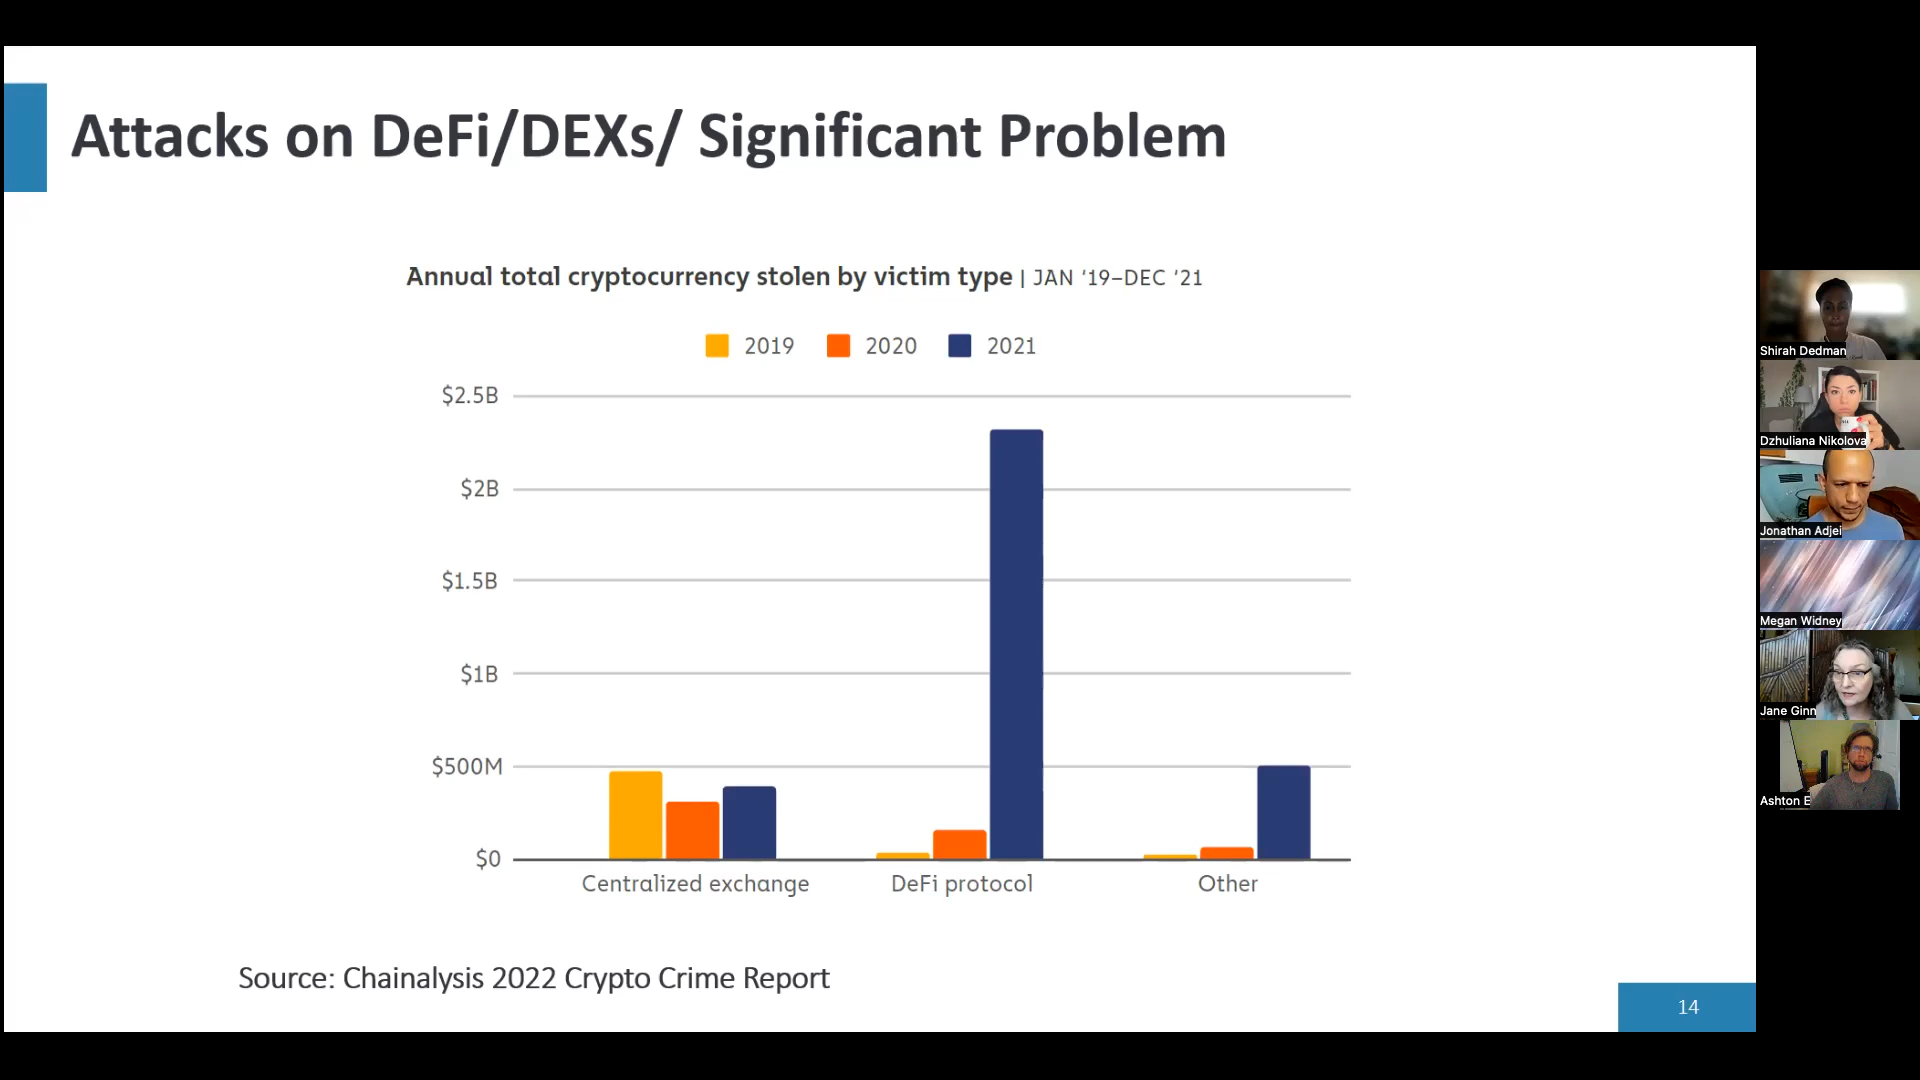 Attacks on DeFi/DEXs/ Significant Problem
Annual total cryptocurrency stolen by victim type | JAN ‘19–DEC ‘21
2019 2020 2021
$2.5B
$2B
$1.5B
$1B
$500M
$0
Centralized exchange DeFi protocol Other
Source: Chainalysis 2022 Crypto Crime Report
14
Shirah Dedman
Dzhuliana Nikolova
Jonathan Adjei
Megan Widney
Jane Ginn
Ashton E